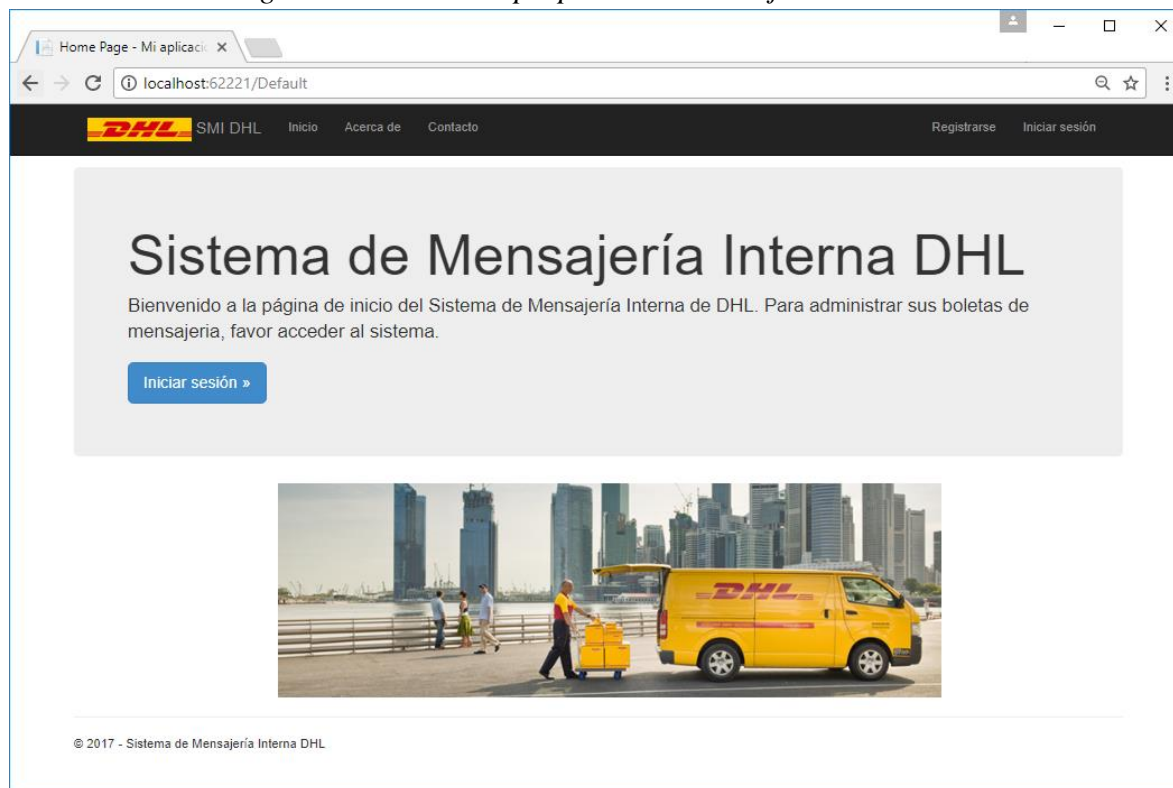 Home Page - Mi aplicaci
localhost:62221/Default
DHL SMI DHL Inicio Acerca de Contacto Registrarse Iniciar sesión
Sistema de Mensajería Interna DHL
Bienvenido a la página de inicio del Sistema de Mensajería Interna de DHL. Para administrar sus boletas de
mensajeria, favor acceder al sistema.
Iniciar sesión »
DHL
© 2017 - Sistema de Mensajería Interna DHL